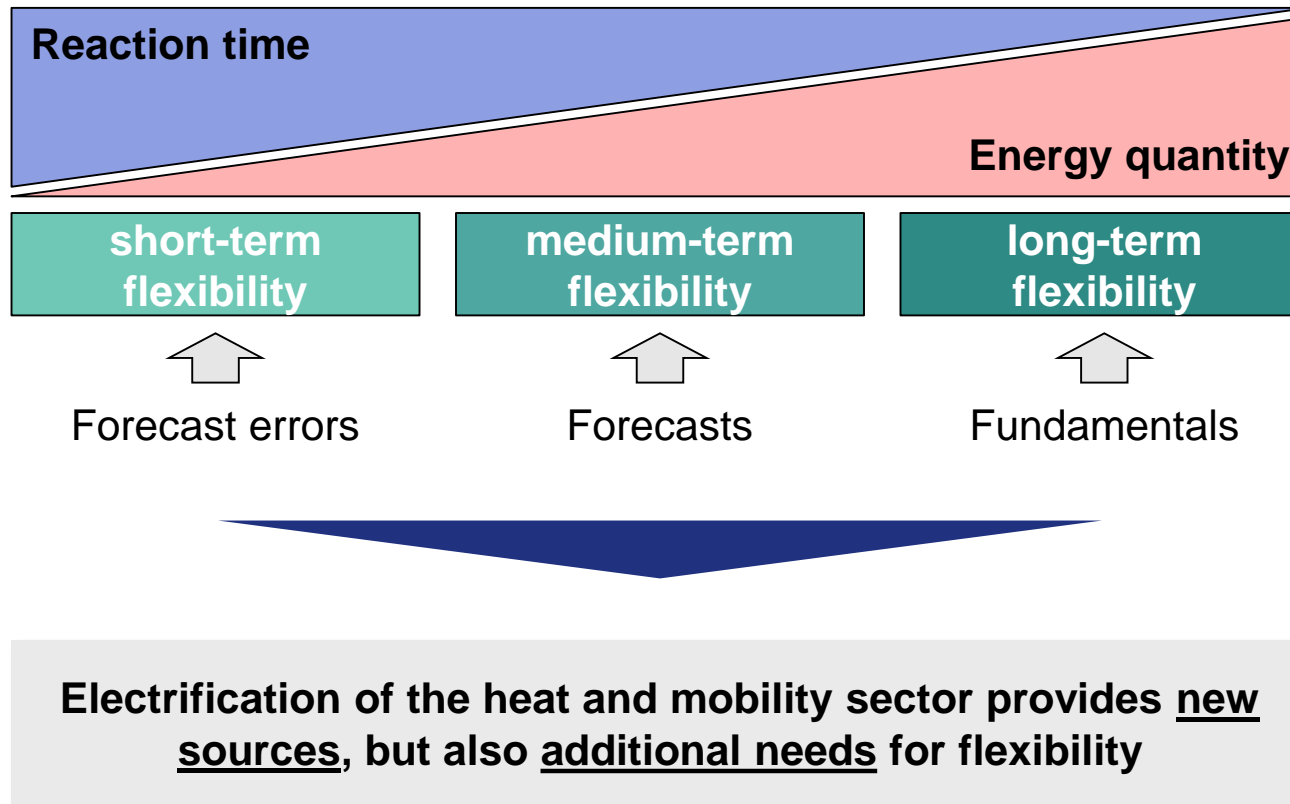 Reaction time
Energy quantity
short-term
flexibility
medium-term
flexibility
long-term
flexibility
Forecast errors
Forecasts
Fundamentals
Electrification of the heat and mobility sector provides new
sources, but also additional needs for flexibility